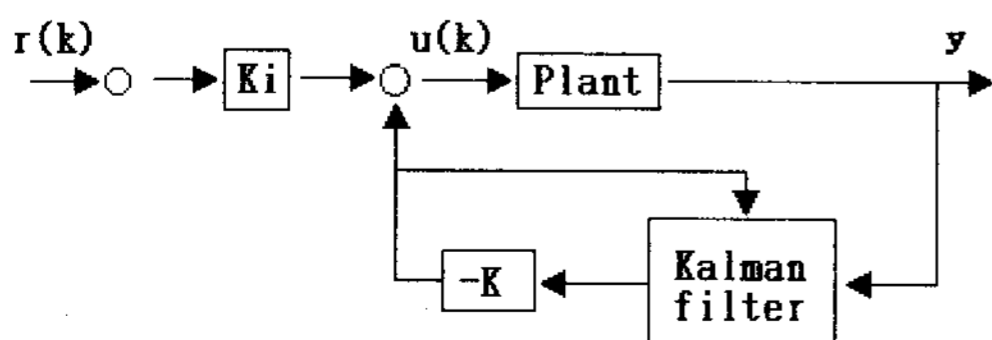 r(k)
Ki
u(k)
Plant
y
-K
Kalman
filter